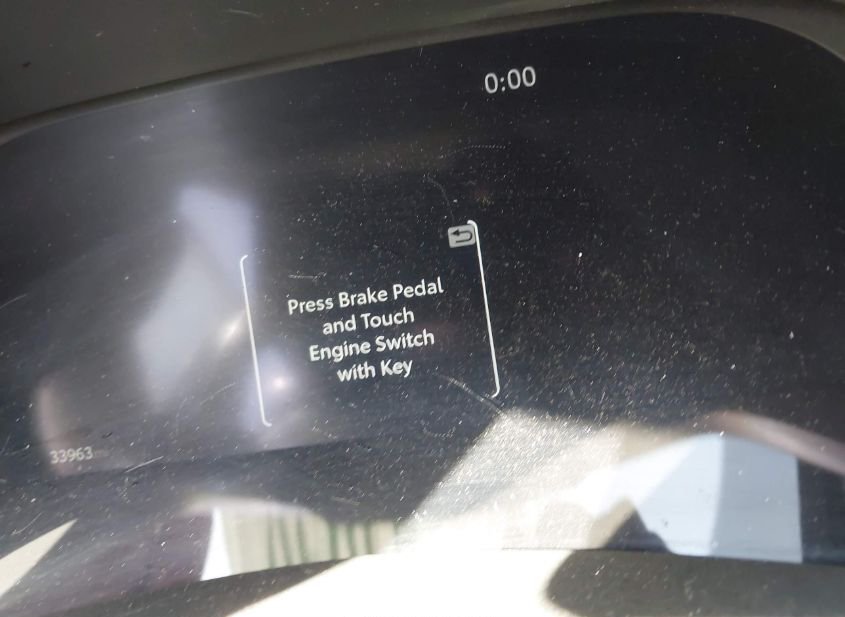 0:00
Press Brake Pedal
and Touch
Engine Switch
with Key
33963